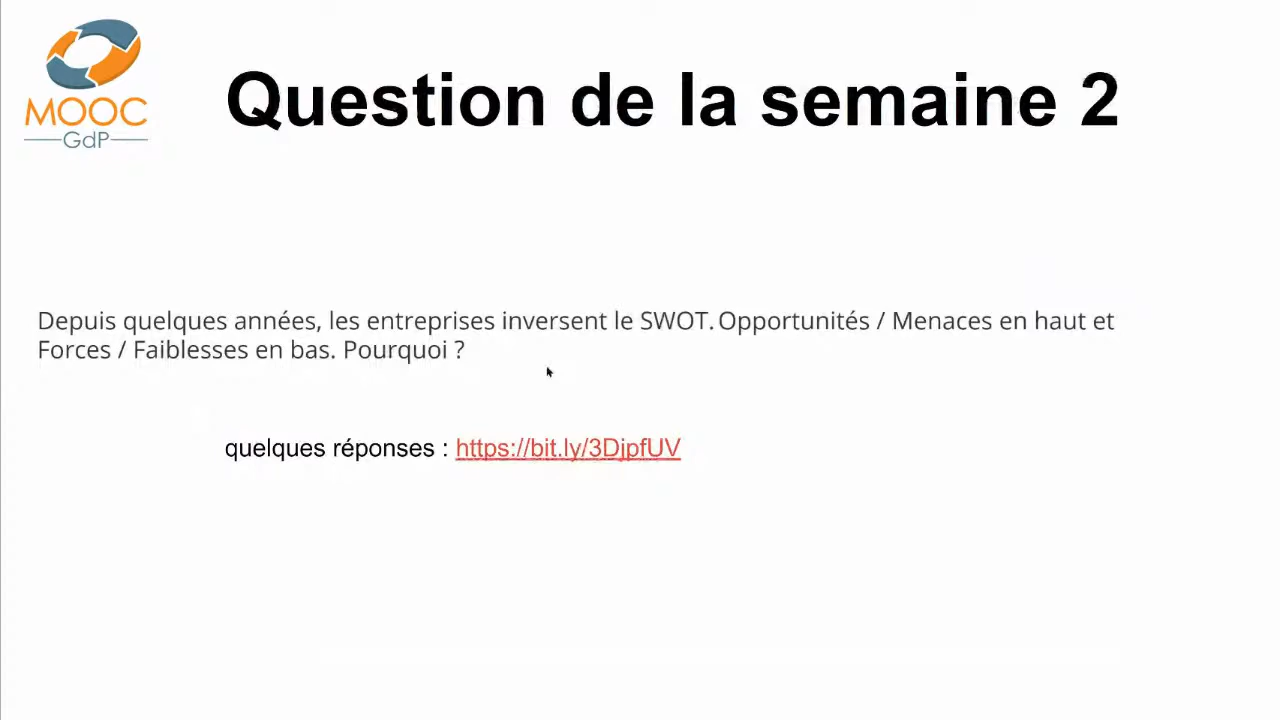 MOOC
GdP
Question de la semaine 2
Depuis quelques années, les entreprises inversent le SWOT. Opportunités / Menaces en haut et
Forces / Faiblesses en bas. Pourquoi ?
quelques réponses : https://bit.ly/3DjpfUV